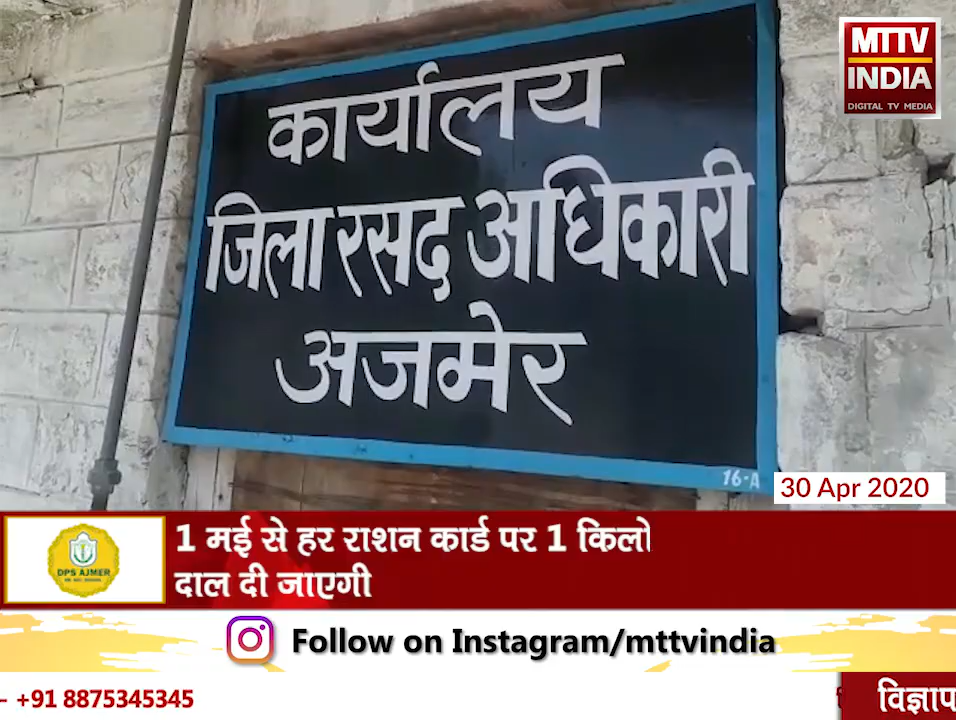 MTTV
INDIA
DIGITAL TV MEDIA
कार्यालय
जिला रसद अधिकारी
अजमेर
16-A
30 Apr 2020
DPS AJMER
1 मई से हर राशन कार्ड पर 1 किलो
दाल दी जाएगी
Follow on Instagram/mttvindia
- +91 8875345345
विज्ञाप